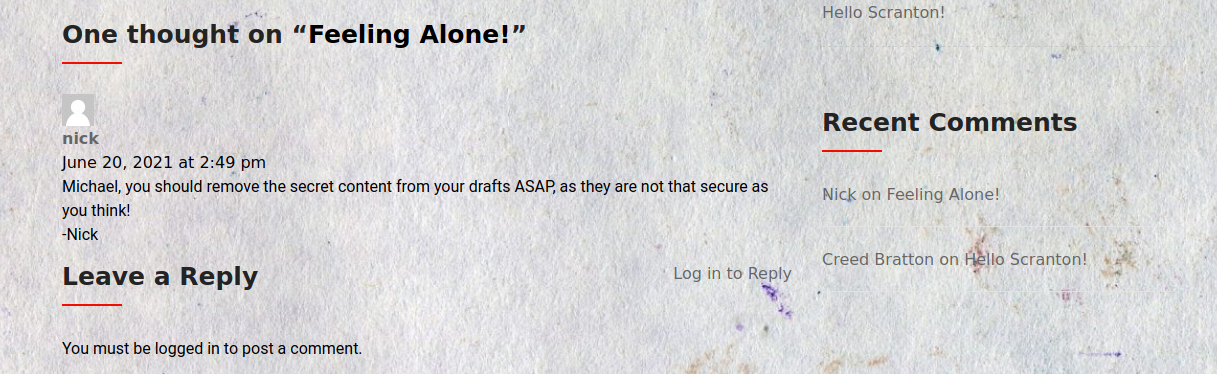 One thought on “Feeling Alone!”
nick
June 20, 2021 at 2:49 pm
Michael, you should remove the secret content from your drafts ASAP, as they are not that secure as
you think!
-Nick
Log in to Reply
Leave a Reply
You must be logged in to post a comment.
Hello Scranton!
Recent Comments
Nick on Feeling Alone!
Creed Bratton on Hello Scranton!